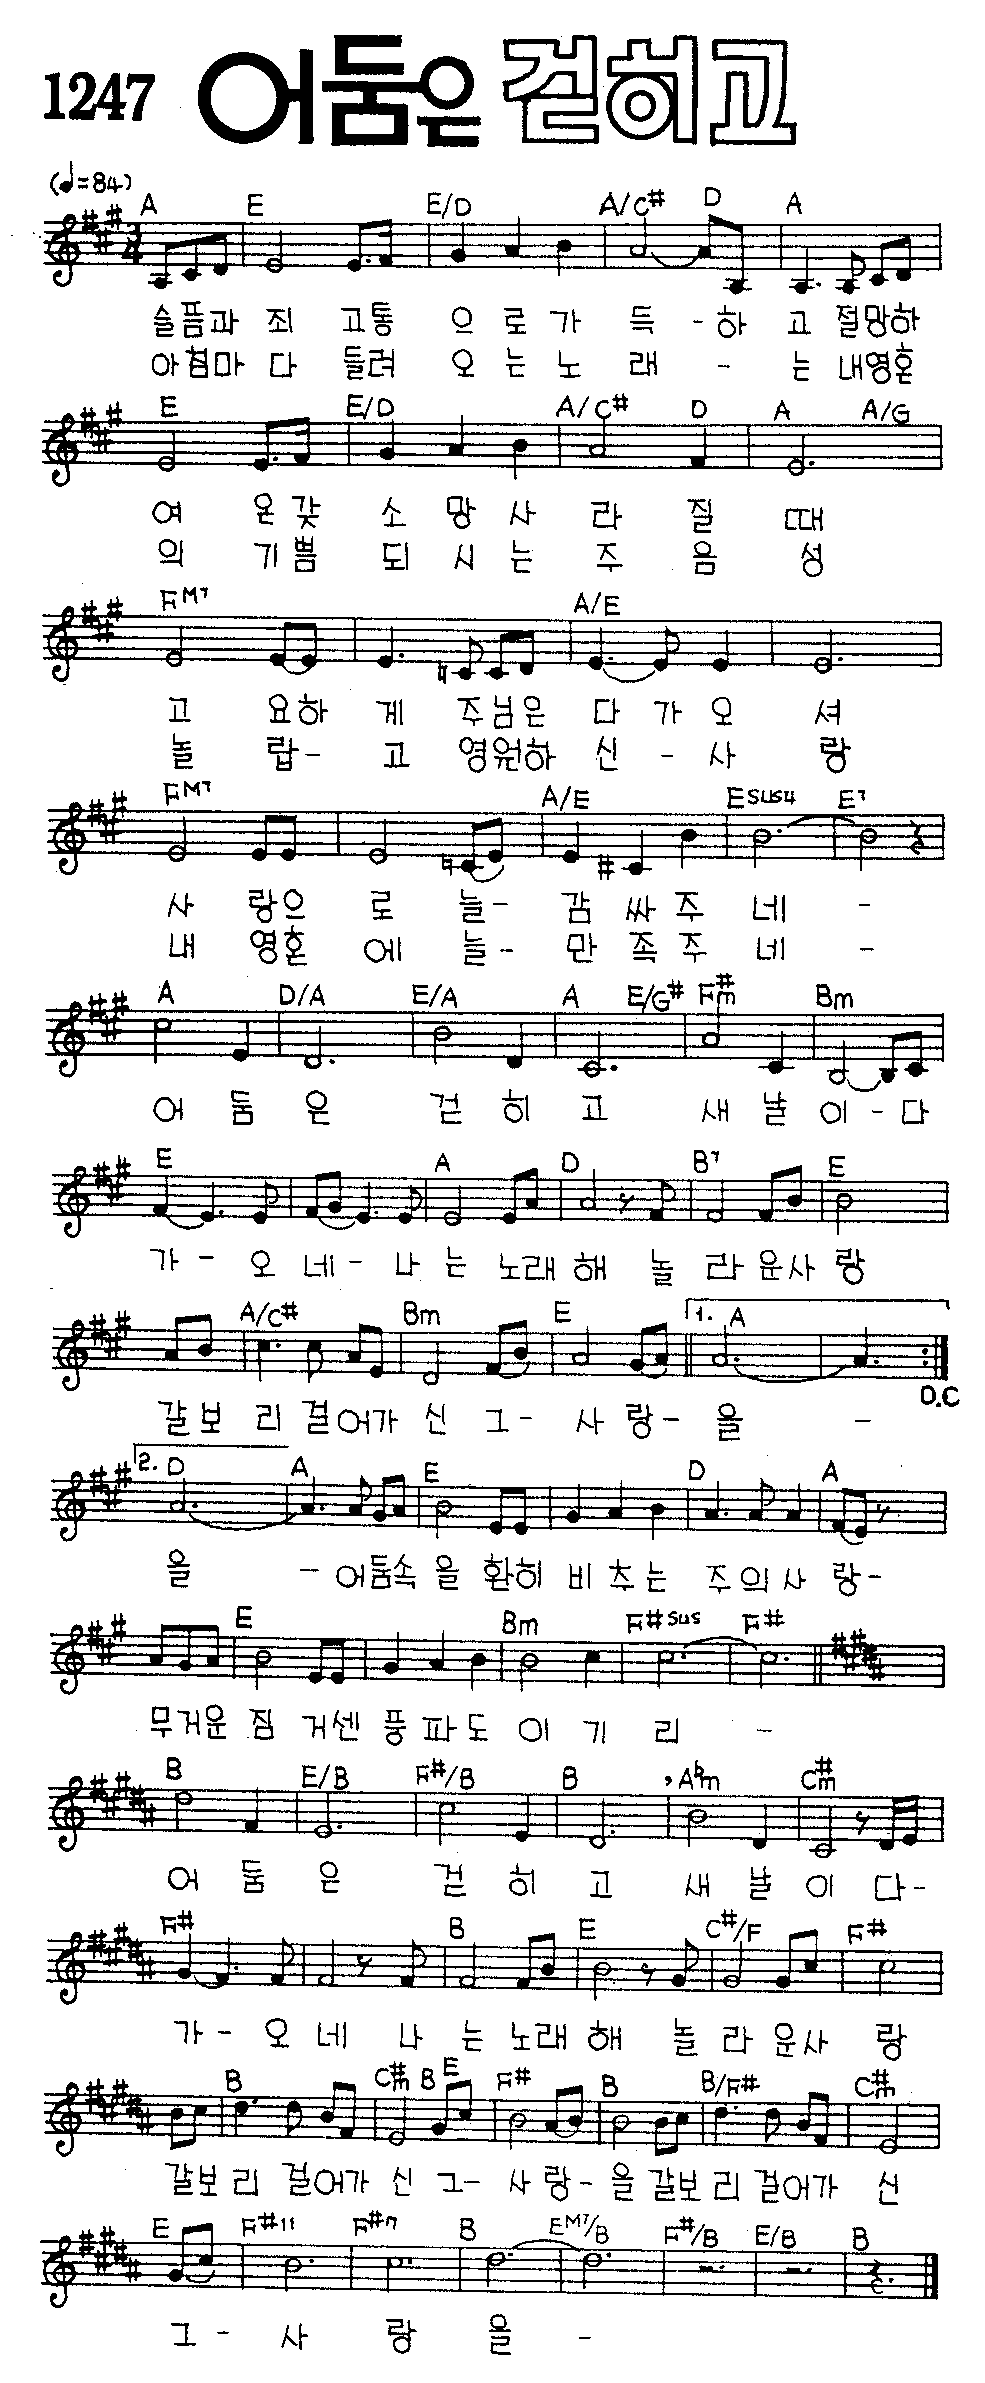 1247 어둠은 걷히고
(♩=84)
A E E/D A/C# D A
3/4
슬픔과 죄 고통 으 로 가 득 - 하 고 절망하
아침마 다 들려 오 는 노 래 - 는 내영혼
E E/D A/C# D A A/G
여 온갖 소 망 사 라 질 때
의 기쁨 되 시 는 주 음 성
FM7 A/E
고 요하 게 주님은 다 가 오 셔
놀 랍- 고 영원하 신 - 사 랑
FM7 A/E Esus4 E7
사 랑으 로 늘- 감 싸 주 네 -
내 영혼 에 늘- 만 족 주 네 -
A D/A E/A A E/G# F#m Bm
어 둠 은 걷 히 고 새 날 이-다
E A D B7 E
가- 오 네- 나 는 노래 해 놀 라운사 랑
A/C# Bm E 1. A
D.C
갈보 리 걸어가 신 그- 사 랑- 을 -
2. D A E D A
을 - 어둠속 을 환히 비 추 는 주의사 랑-
E Bm F#sus F#
무거운 짐 거센 풍 파도 이 기 리 -
B E/B F#/B B , A♭m C#m
어 둠 은 걷 히 고 새 날 이 다-
F# B E C#/F F#
가- 오 네 나 는 노래 해 놀 라 운사 랑
B C#m B E F# B B/F# C#m
갈보 리 걸어가 신 그- 사 랑-을 갈보 리 걸어가 신
E F#11 F#7 B EM7/B F#/B E/B B
그- 사 랑 을 -